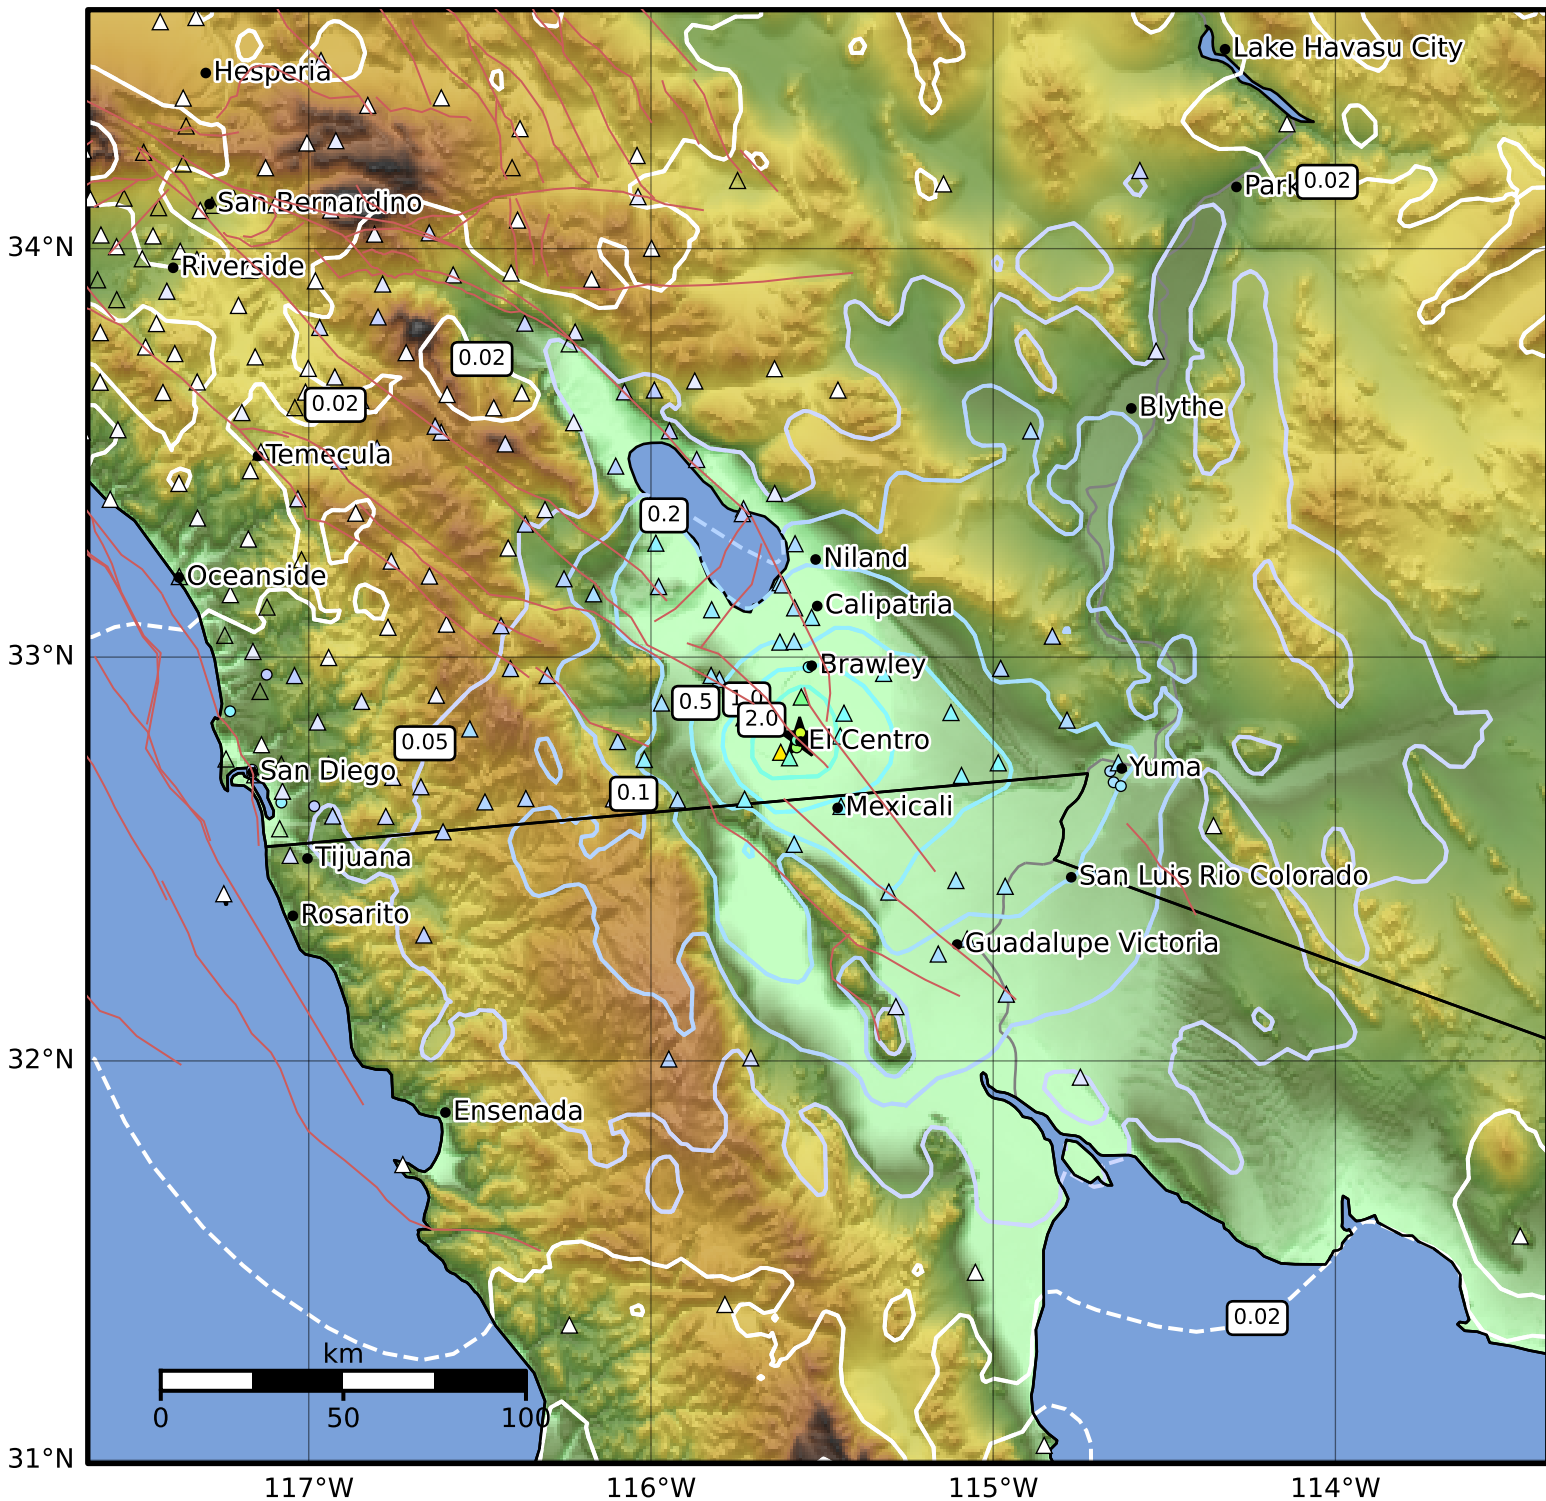 Lake Havasu City
Hesperia
Park
0.02
San Bernardino
34°N
Riverside
0.02
0.02
Blythe
Temecula
0.2
Niland
Oceanside
Calipatria
33°N
Brawley
0.5
1.0
2.0
0.05
El Centro
San Diego
Yuma
0.1
Mexicali
Tijuana
San Luis Rio Colorado
Rosarito
Guadalupe Victoria
32°N
Ensenada
0.02
km
0 50 100
31°N
117°W 116°W 115°W 114°W